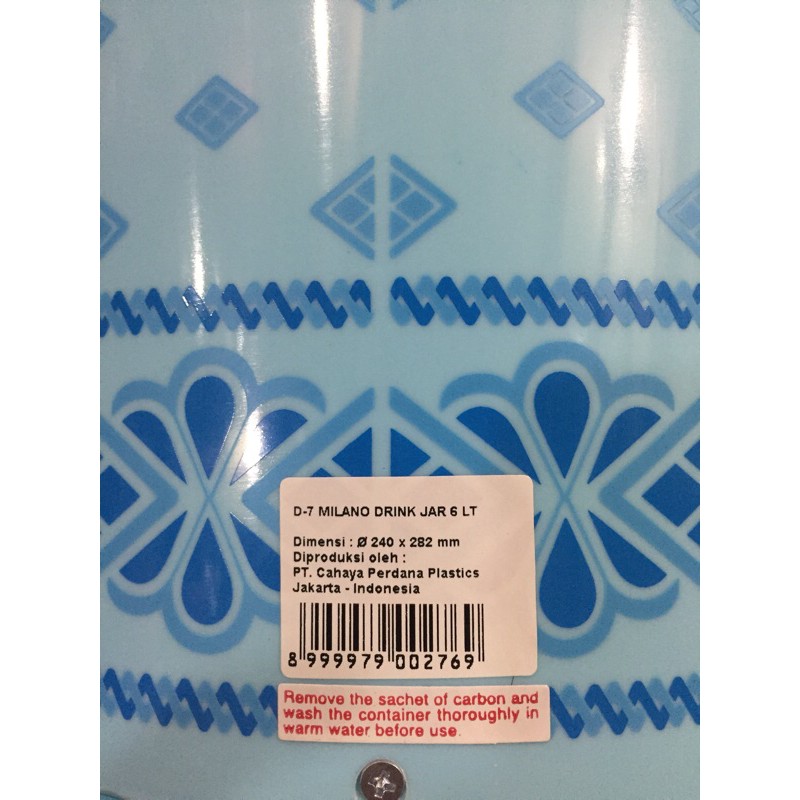 D-7 MILANO DRINK JAR 6 LT
Dimensi : Ø 240 x 282 mm
Diproduksi oleh :
PT. Cahaya Perdana Plastics
Jakarta - Indonesia
8 999979 002769
Remove the sachet of carbon and
wash the container thoroughly in
warm water before use.